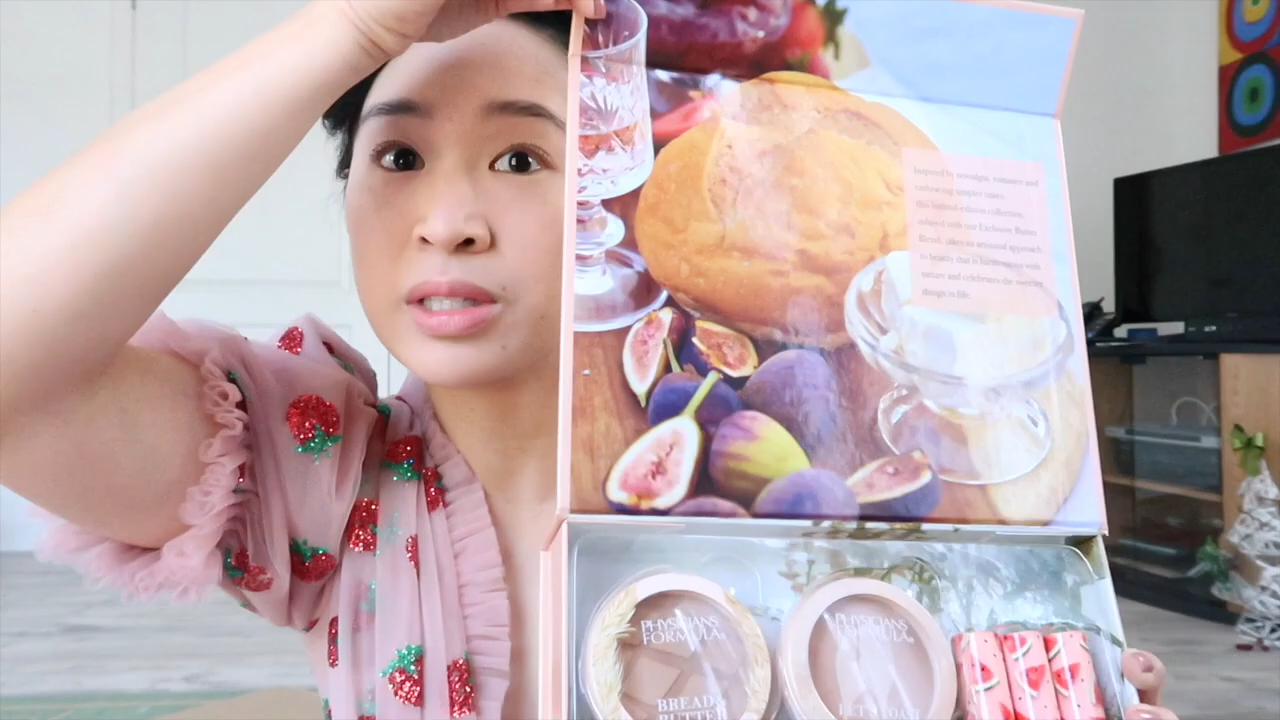 Inspired by nostalgia, romance and
embracing simpler times
this limited-edition collection,
infused with our Exclusive Butter
Blend, takes an artisanal approach
to beauty that is harmonious with
nature and celebrates the sweeter
things in life.
PHYSICIANS
FORMULA
BREAD &
BUTTER
PHYSICIANS
FORMULA
LET'S TOAST